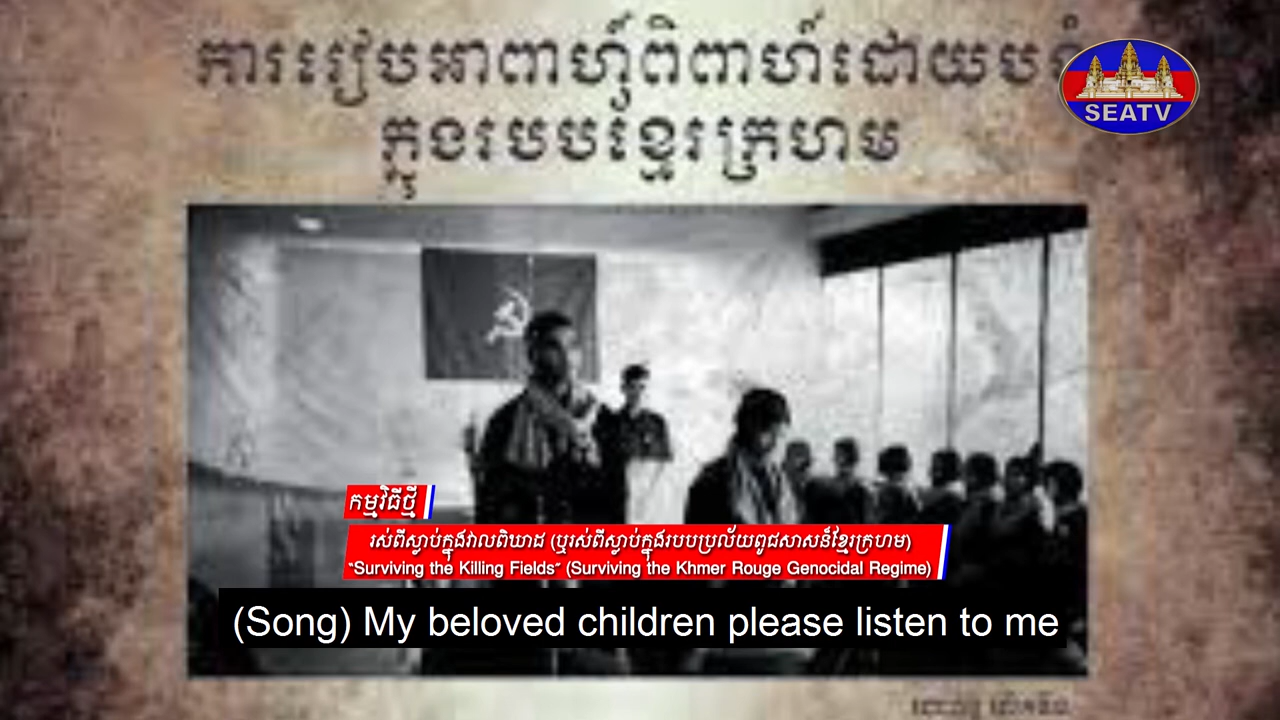 ការរៀបអាពាហ៍ពិពាហ៍ដោយបង្ខំ
ក្នុងរបបខ្មែរក្រហម
SEATV
កម្មវិធីថ្មី
រស់ពីស្លាប់ក្នុងវាលពិឃាដ (ឬរស់ពីស្លាប់ក្នុងរបបប្រល័យពូជសាសន៍ខ្មែរក្រហម)
“Surviving the Killing Fields” (Surviving the Khmer Rouge Genocidal Regime)
(Song) My beloved children please listen to me